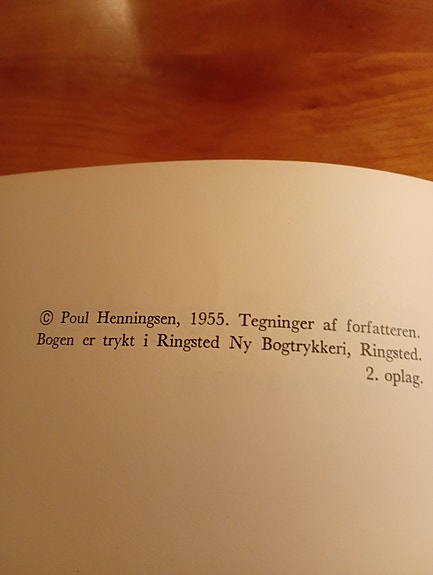 © Poul Henningsen, 1955. Tegninger af forfatteren.
Bogen er trykt i Ringsted Ny Bogtrykkeri, Ringsted.
2. oplag.